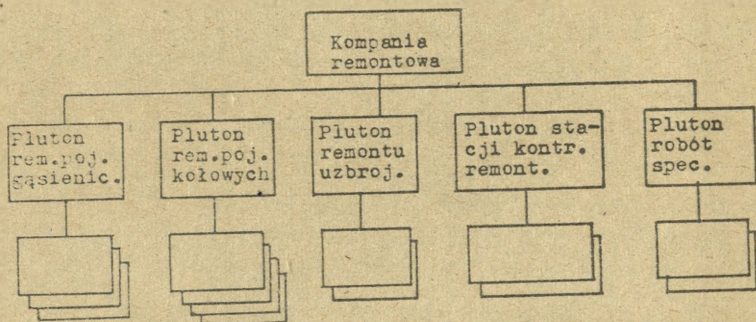 Kompania
remontowa
Pluton
rem.poj.
gąsienic.
Pluton
rem.poj.
kołowych
Pluton
remontu
uzbroj.
Pluton sta-
cji kontr.
remont.
Pluton
robót
spec.